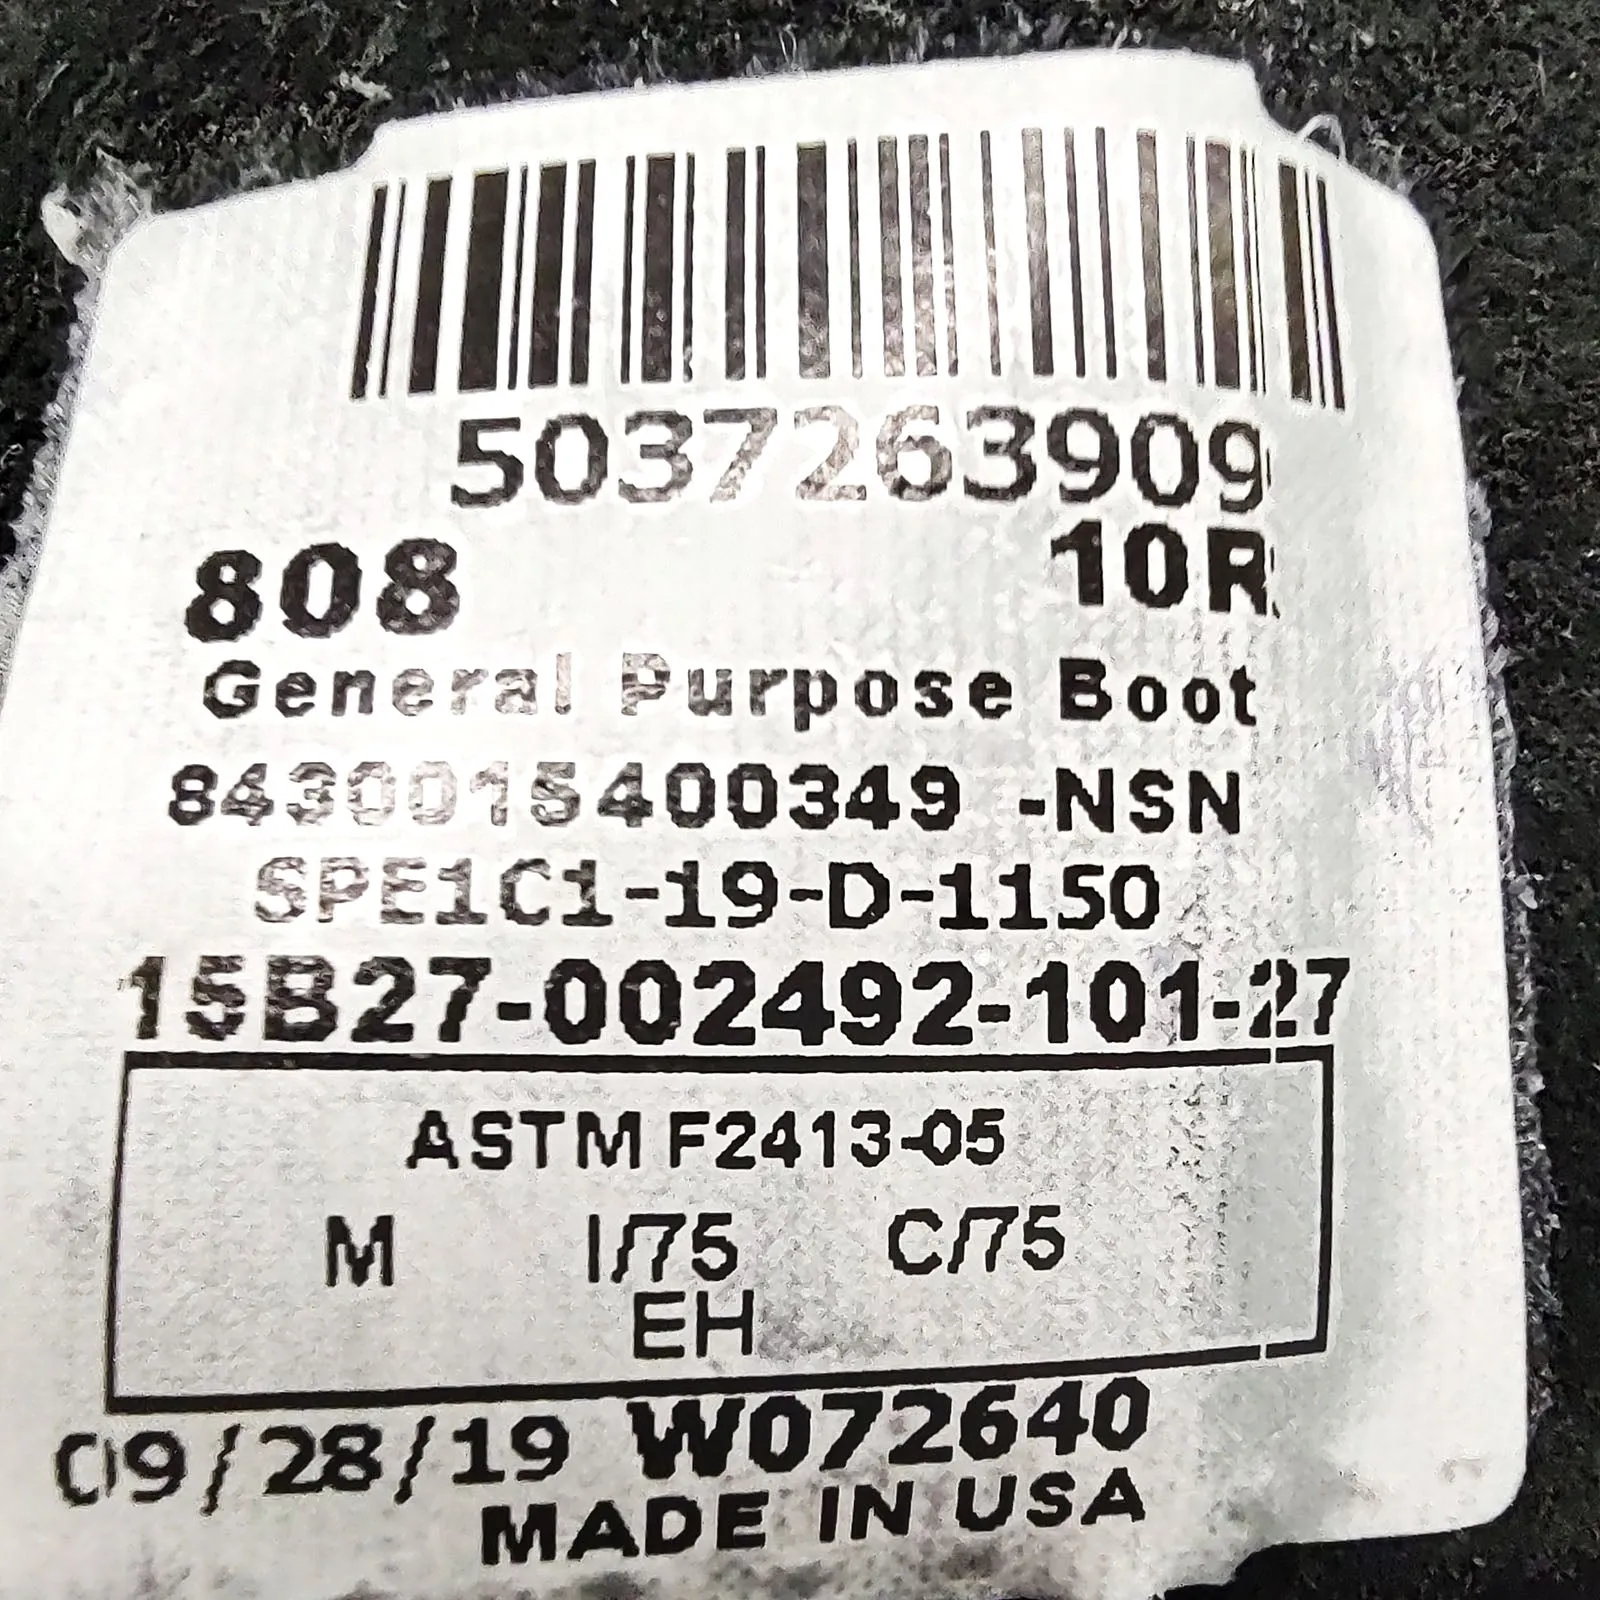 5037263909
808 10R
General Purpose Boot
8430015400349 -NSN
SPE1C1-19-D-1150
15B27-002492-101-27
ASTM F2413-05
M I/75 C/75
EH
09/28/19 W072640
MADE IN USA